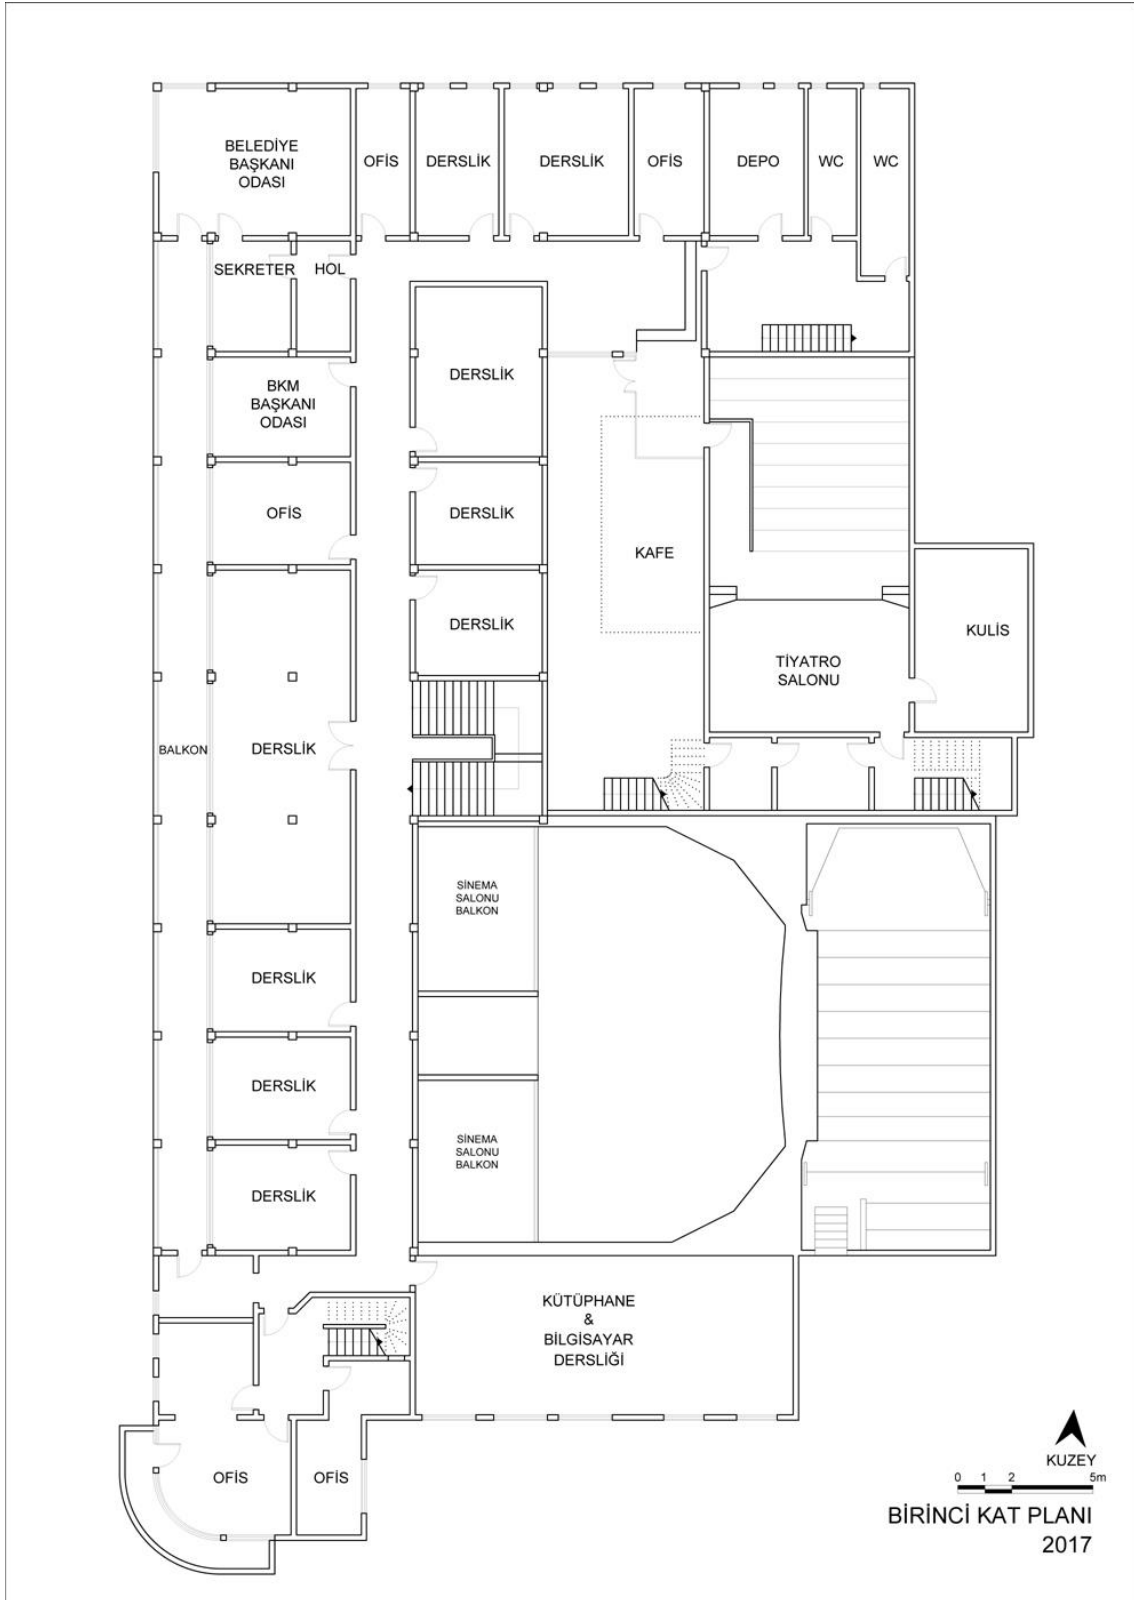 BELEDİYE
BAŞKANI
ODASI
OFİS
DERSLİK
DERSLİK
OFİS
DEPO
WC
WC
SEKRETER
HOL
DERSLİK
BKM
BAŞKANI
ODASI
OFİS
DERSLİK
KAFE
DERSLİK
KULİS
TİYATRO
SALONU
BALKON
DERSLİK
SİNEMA
SALONU
BALKON
DERSLİK
DERSLİK
SİNEMA
SALONU
BALKON
DERSLİK
KÜTÜPHANE
&
BİLGİSAYAR
DERSLİĞİ
OFİS
OFİS
KUZEY
0 1 2 5m
BİRİNCİ KAT PLANI
2017